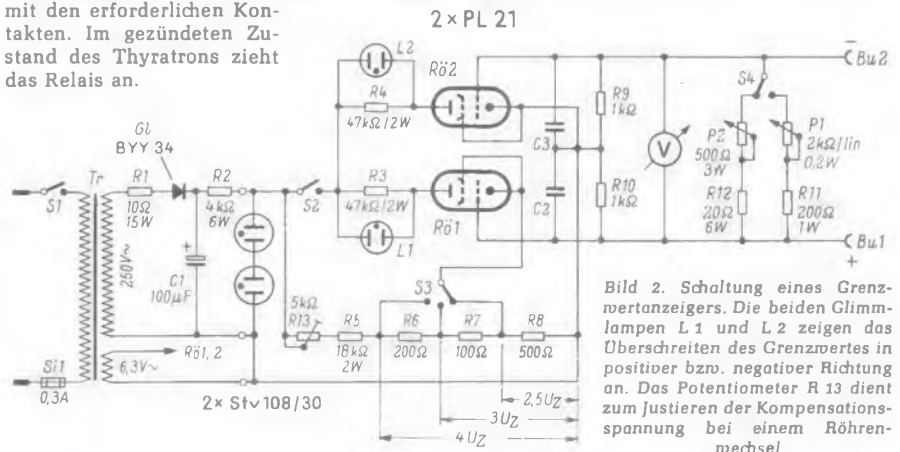 mit den erforderlichen Kon-
takten. Im gezündeten Zu-
stand des Thyratrons zieht
das Relais an.
2× PL 21
L2
Rö2
R4
47kΩ/2W
Gl
BYY 34
Tr
R1
10Ω
15W
R2
4kΩ
6W
S1
S2
R3
47kΩ/2W
L1
Rö1
C3
C2
R9
1kΩ
R10
1kΩ
V
S4
P2
500Ω
3W
P1
2kΩ/lin
0,2W
R12
20Ω
6W
R11
200Ω
1W
−
Bu2
Bu1
+
250V~
+
C1
100µF
S3
5kΩ
R13
R5
18kΩ
2W
R6
200Ω
R7
100Ω
R8
500Ω
Si1
0,3A
6,3V~
Rö1,2
2× Stv 108/30
2,5UZ
3UZ
4UZ
Bild 2. Schaltung eines Grenz-
wertanzeigers. Die beiden Glimm-
lampen L 1 und L 2 zeigen das
Überschreiten des Grenzwertes in
positiver bzw. negativer Richtung
an. Das Potentiometer R 13 dient
zum Justieren der Kompensations-
spannung bei einem Röhren-
wechsel